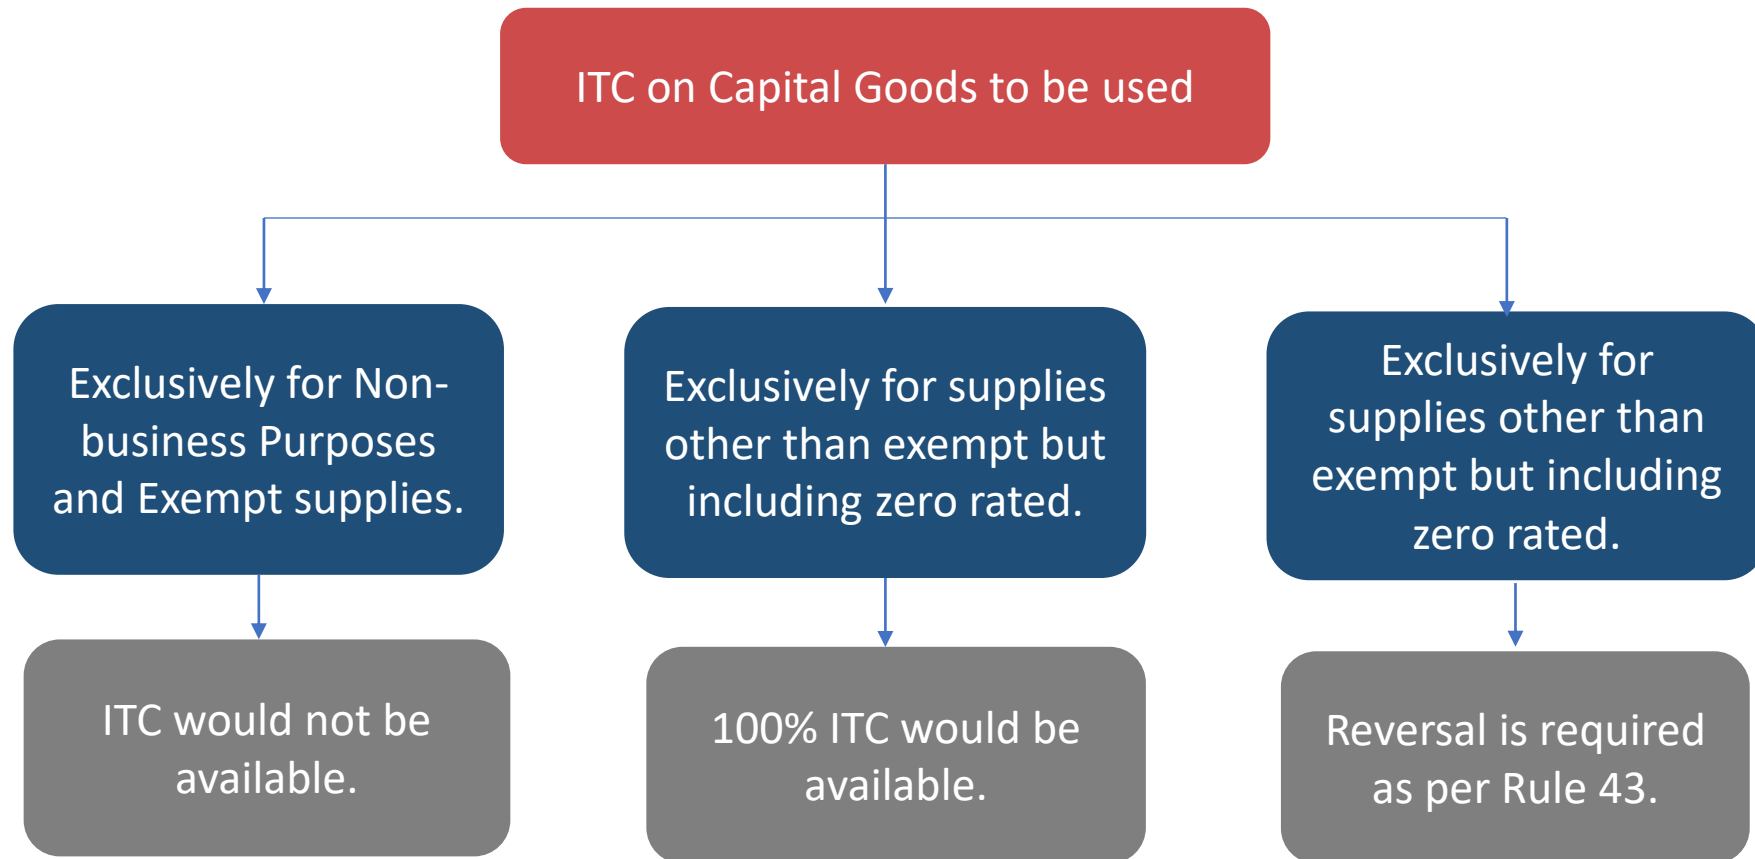 ITC on Capital Goods to be used
Exclusively for Non-
business Purposes
and Exempt supplies.
Exclusively for supplies
other than exempt but
including zero rated.
Exclusively for
supplies other than
exempt but including
zero rated.
ITC would not be
available.
100% ITC would be
available.
Reversal is required
as per Rule 43.